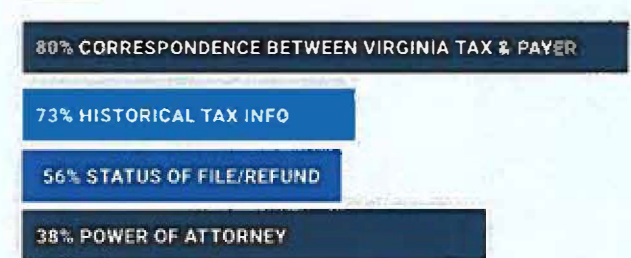 80% CORRESPONDENCE BETWEEN VIRGINIA TAX & PAYER
73% HISTORICAL TAX INFO
56% STATUS OF FILE/REFUND
38% POWER OF ATTORNEY